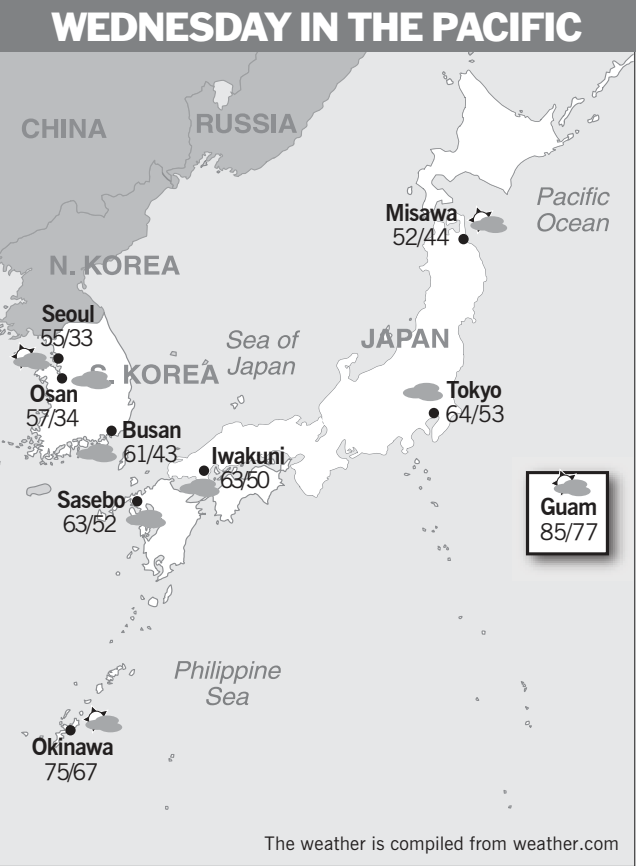 WEDNESDAY IN THE PACIFIC
CHINA
RUSSIA
Pacific
Ocean
Misawa
52/44
N. KOREA
Seoul
55/33
Sea of
Japan
JAPAN
S. KOREA
Osan
57/34
Tokyo
64/53
Busan
61/43
Iwakuni
63/50
Sasebo
63/52
Guam
85/77
Philippine
Sea
Okinawa
75/67
The weather is compiled from weather.com